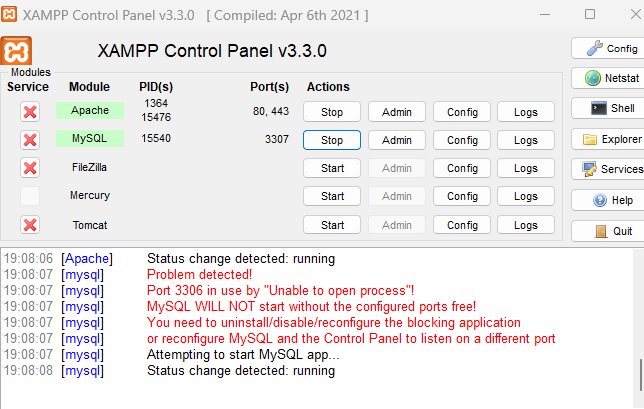 XAMPP Control Panel v3.3.0 [ Compiled: Apr 6th 2021 ]
XAMPP Control Panel v3.3.0
Config
Modules
Service Module PID(s) Port(s) Actions
Netstat
Apache 1364 15476 80, 443 Stop Admin Config Logs
Shell
MySQL 15540 3307 Stop Admin Config Logs
Explorer
FileZilla Start Admin Config Logs
Services
Mercury Start Admin Config Logs
Help
Tomcat Start Admin Config Logs
Quit
19:08:06 [Apache] Status change detected: running
19:08:07 [mysql] Problem detected!
19:08:07 [mysql] Port 3306 in use by "Unable to open process"!
19:08:07 [mysql] MySQL WILL NOT start without the configured ports free!
19:08:07 [mysql] You need to uninstall/disable/reconfigure the blocking application
19:08:07 [mysql] or reconfigure MySQL and the Control Panel to listen on a different port
19:08:07 [mysql] Attempting to start MySQL app...
19:08:08 [mysql] Status change detected: running